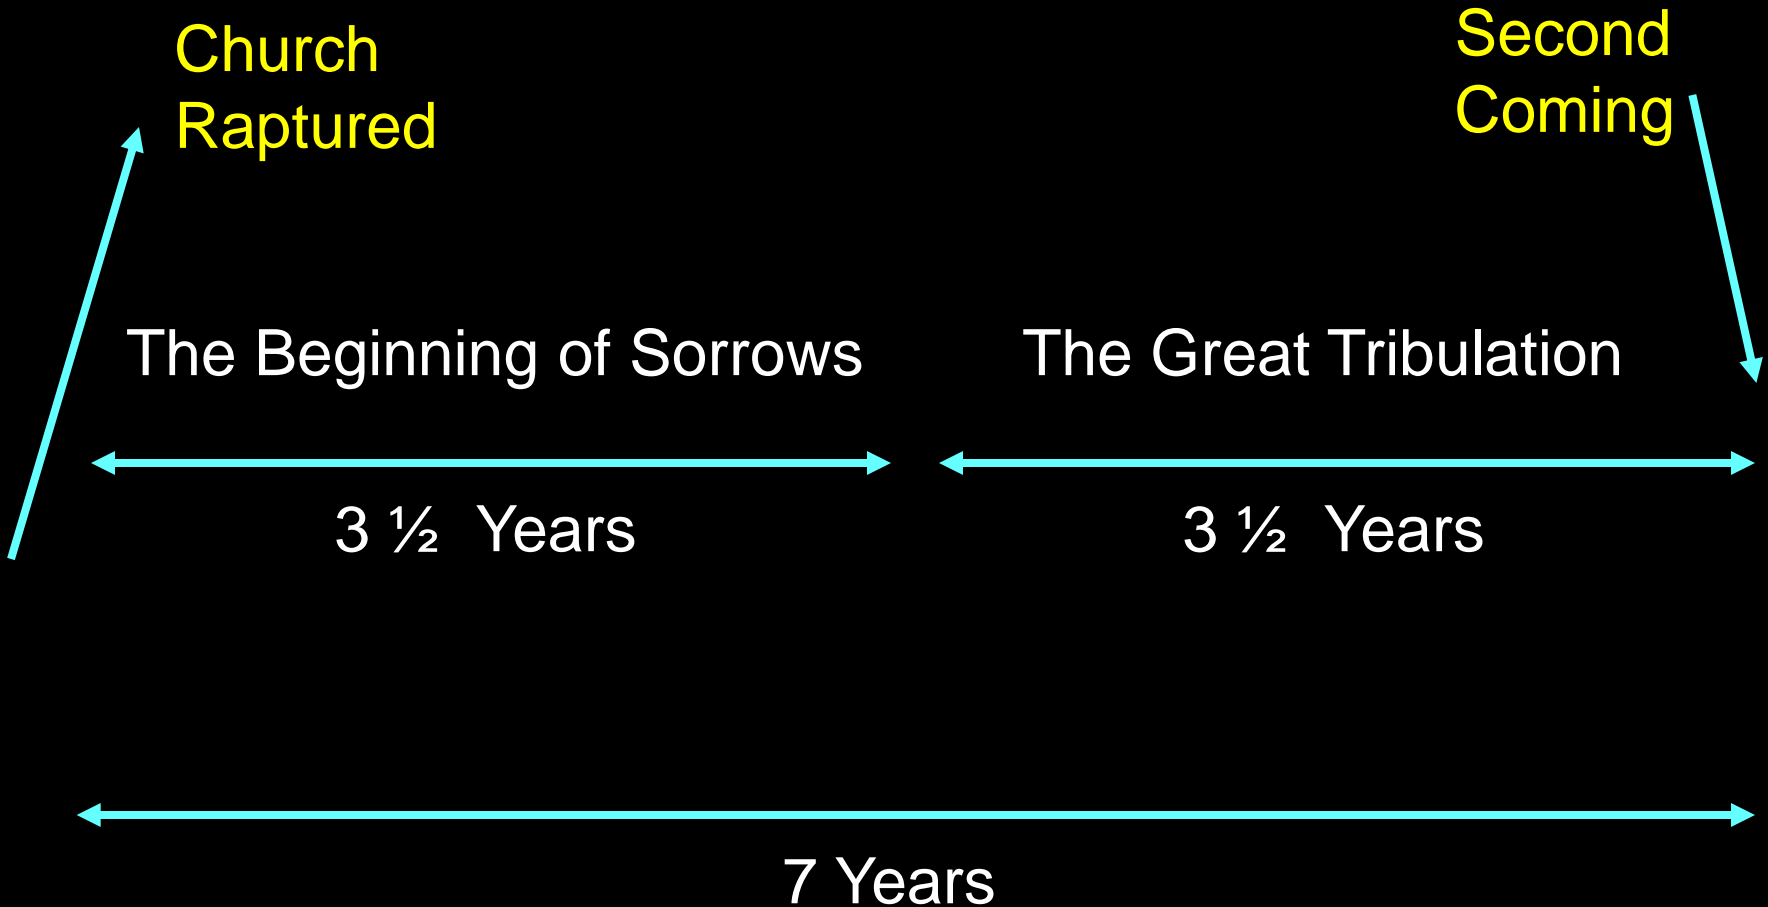 Church
Raptured
Second
Coming
The Beginning of Sorrows
The Great Tribulation
3 ½  Years
3 ½  Years
7 Years